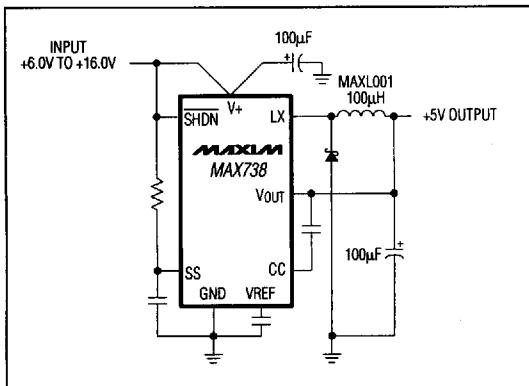 INPUT
+6.0V TO +16.0V
100µF
+
MAXL001
100µH
V+
SHDN
LX
+5V OUTPUT
MAXIM
MAX738
VOUT
100µF
+
SS
CC
GND VREF